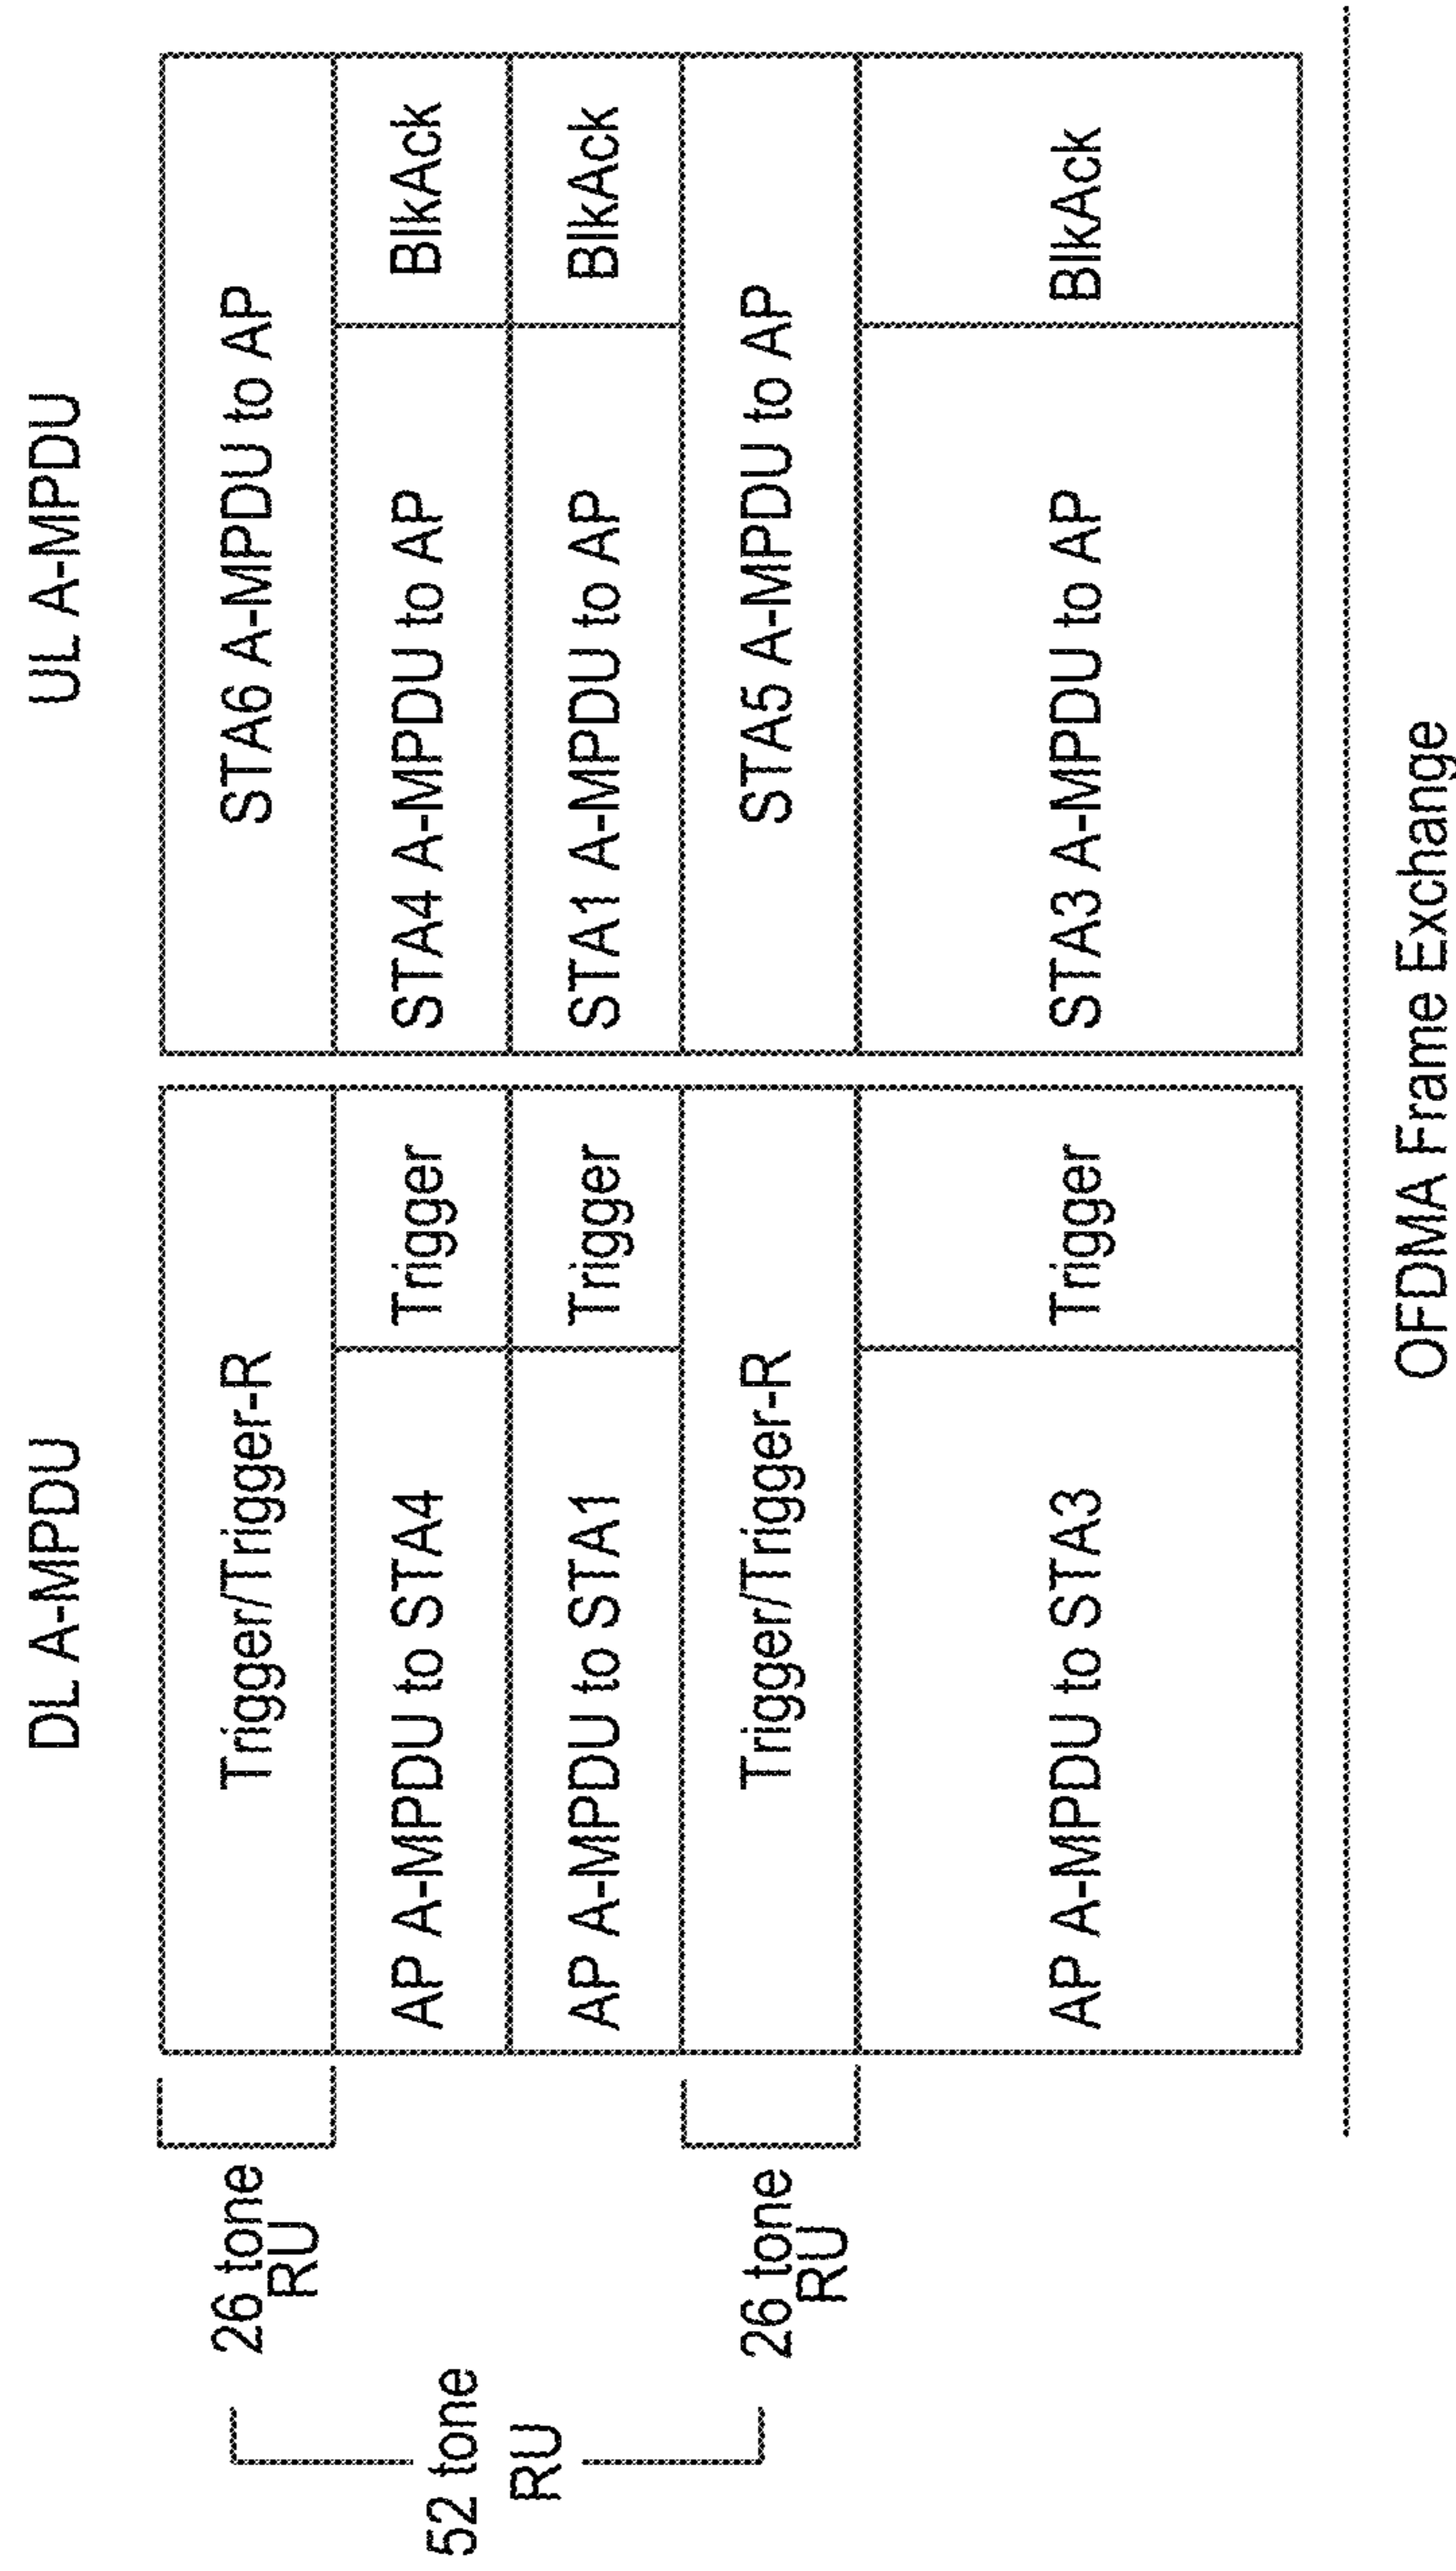 DL A-MPDU
UL A-MPDU
26 tone
RU
Trigger/Trigger-R
STA6 A-MPDU to AP
52 tone
RU
AP A-MPDU to STA4
Trigger
STA4 A-MPDU to AP
BlkAck
AP A-MPDU to STA1
Trigger
STA1 A-MPDU to AP
BlkAck
26 tone
RU
Trigger/Trigger-R
STA5 A-MPDU to AP
AP A-MPDU to STA3
Trigger
STA3 A-MPDU to AP
BlkAck
OFDMA Frame Exchange